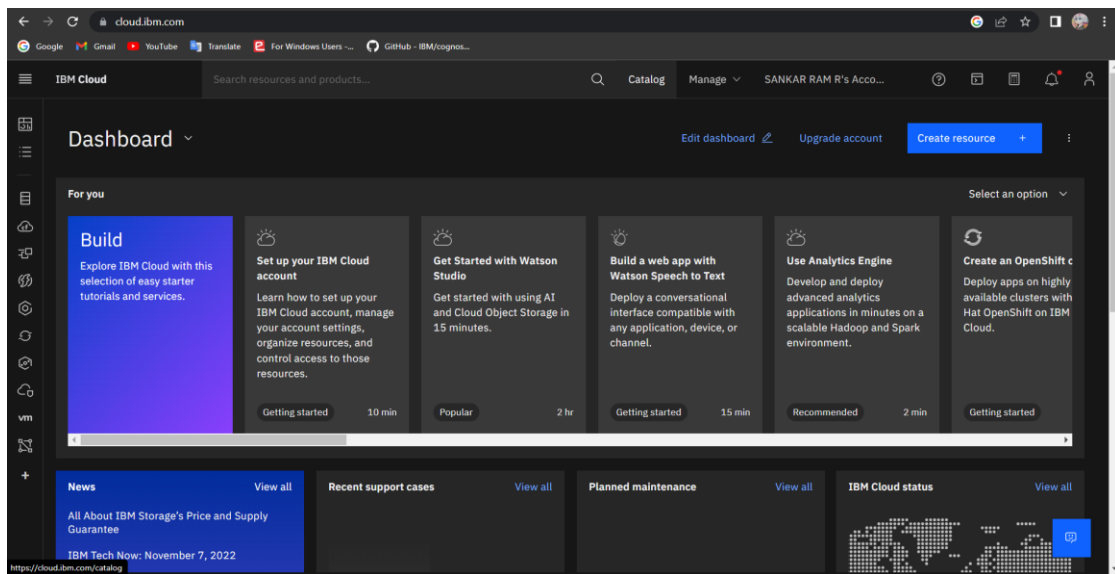 cloud.ibm.com
Google Gmail YouTube Translate For Windows Users -... GitHub - IBM/cognos...
IBM Cloud Search resources and products... Catalog Manage SANKAR RAM R's Acco...
Dashboard Edit dashboard Upgrade account Create resource +
For you Select an option
Build
Explore IBM Cloud with this
selection of easy starter
tutorials and services.
Set up your IBM Cloud
account
Learn how to set up your
IBM Cloud account, manage
your account settings,
organize resources, and
control access to those
resources.
Getting started 10 min
Get Started with Watson
Studio
Get started with using AI
and Cloud Object Storage in
15 minutes.
Popular 2 hr
Build a web app with
Watson Speech to Text
Deploy a conversational
interface compatible with
any application, device, or
channel.
Getting started 15 min
Use Analytics Engine
Develop and deploy
advanced analytics
applications in minutes on a
scalable Hadoop and Spark
environment.
Recommended 2 min
Create an OpenShift c
Deploy apps on highly
available clusters with
Hat OpenShift on IBM
Cloud.
Getting started
vm
News View all
All About IBM Storage's Price and Supply
Guarantee
IBM Tech Now: November 7, 2022
Recent support cases View all
Planned maintenance View all
IBM Cloud status View all
https://cloud.ibm.com/catalog